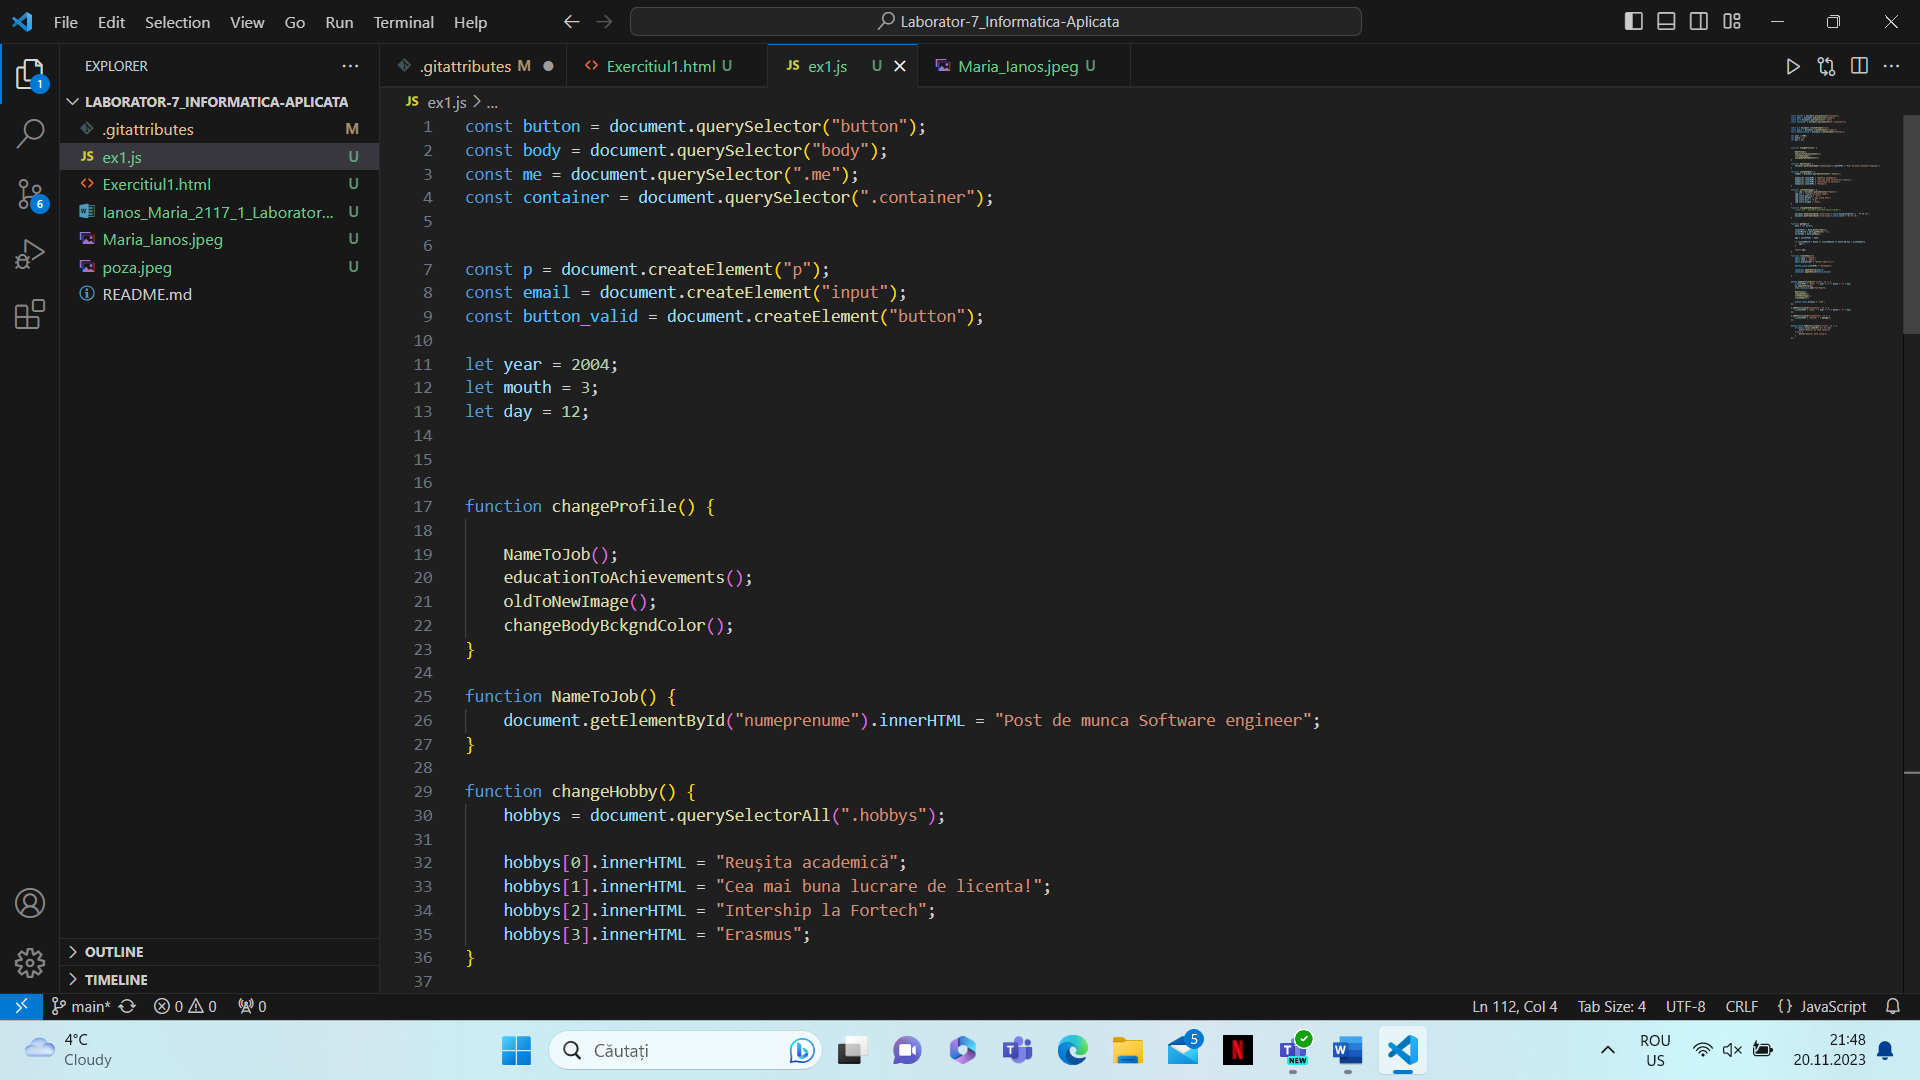 File Edit Selection View Go Run Terminal Help
Laborator-7_Informatica-Aplicata
EXPLORER
.gitattributes M
Exercitiul1.html U
JS ex1.js U
Maria_Ianos.jpeg U
LABORATOR-7_INFORMATICA-APLICATA
.gitattributes M
JS ex1.js U
Exercitiul1.html U
Ianos_Maria_2117_1_Laborator... U
Maria_Ianos.jpeg U
poza.jpeg U
README.md
1
6
OUTLINE
TIMELINE
JS ex1.js > ...
1 const button = document.querySelector("button");
2 const body = document.querySelector("body");
3 const me = document.querySelector(".me");
4 const container = document.querySelector(".container");
5
6
7 const p = document.createElement("p");
8 const email = document.createElement("input");
9 const button_valid = document.createElement("button");
10
11 let year = 2004;
12 let mouth = 3;
13 let day = 12;
14
15
16
17 function changeProfile() {
18
19 NameToJob();
20 educationToAchievements();
21 oldToNewImage();
22 changeBodyBckgndColor();
23 }
24
25 function NameToJob() {
26 document.getElementById("numeprenume").innerHTML = "Post de munca Software engineer";
27 }
28
29 function changeHobby() {
30 hobbys = document.querySelectorAll(".hobbys");
31
32 hobbys[0].innerHTML = "Reușita academică";
33 hobbys[1].innerHTML = "Cea mai buna lucrare de licenta!";
34 hobbys[2].innerHTML = "Intership la Fortech";
35 hobbys[3].innerHTML = "Erasmus";
36 }
37
main* 0 0 0
Ln 112, Col 4 Tab Size: 4 UTF-8 CRLF {} JavaScript
4°C
Cloudy
Căutați
5
N
NEW
W
ROU
US
21:48
20.11.2023